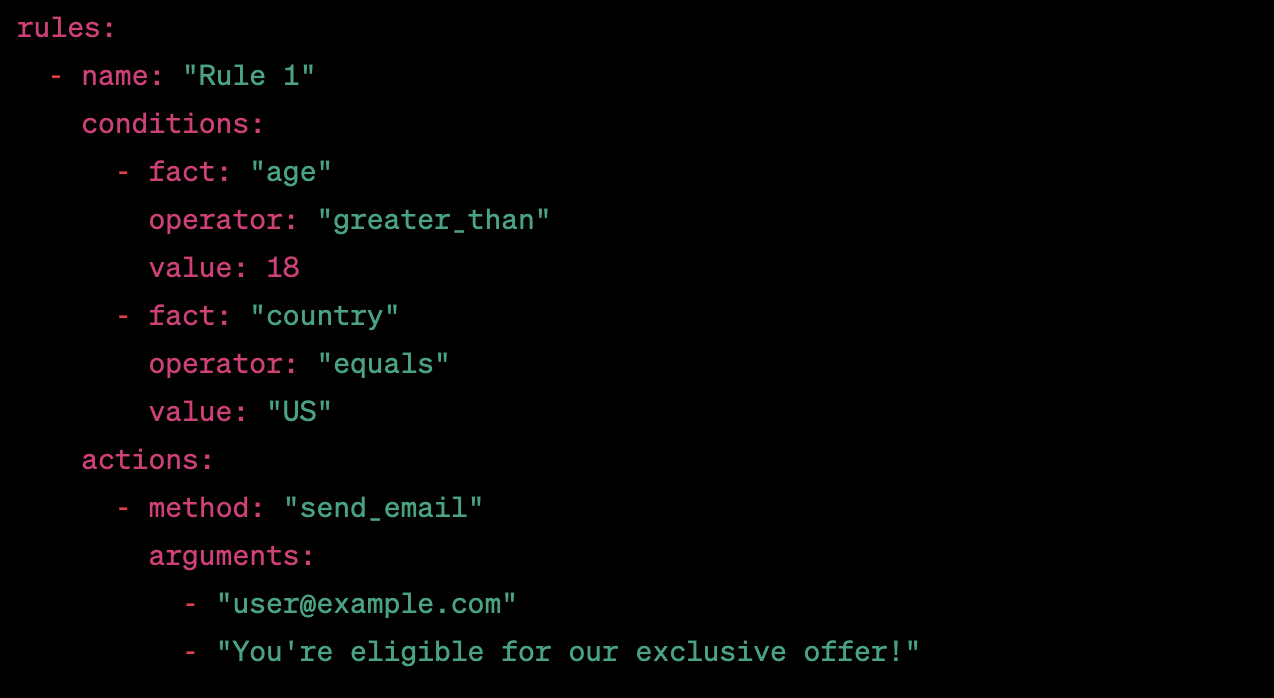 rules:
  - name: "Rule 1"
    conditions:
      - fact: "age"
        operator: "greater_than"
        value: 18
      - fact: "country"
        operator: "equals"
        value: "US"
    actions:
      - method: "send_email"
        arguments:
          - "user@example.com"
          - "You're eligible for our exclusive offer!"